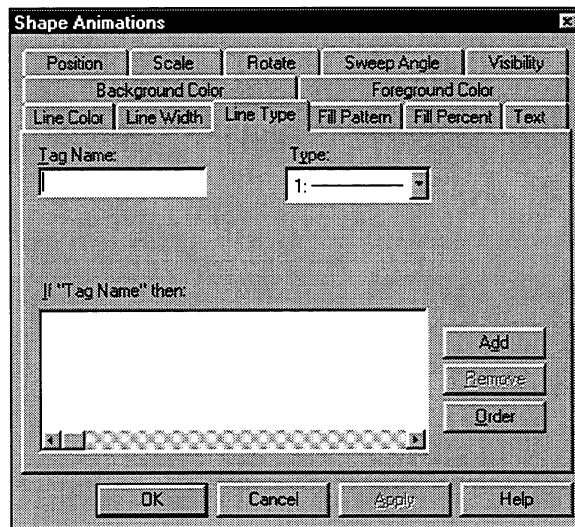 Shape Animations
Position Scale Rotate Sweep Angle Visibility
Background Color Foreground Color
Line Color Line Width Line Type Fill Pattern Fill Percent Text
Tag Name: Type:
1:
If "Tag Name" then:
Add
Remove
Order
OK Cancel Apply Help